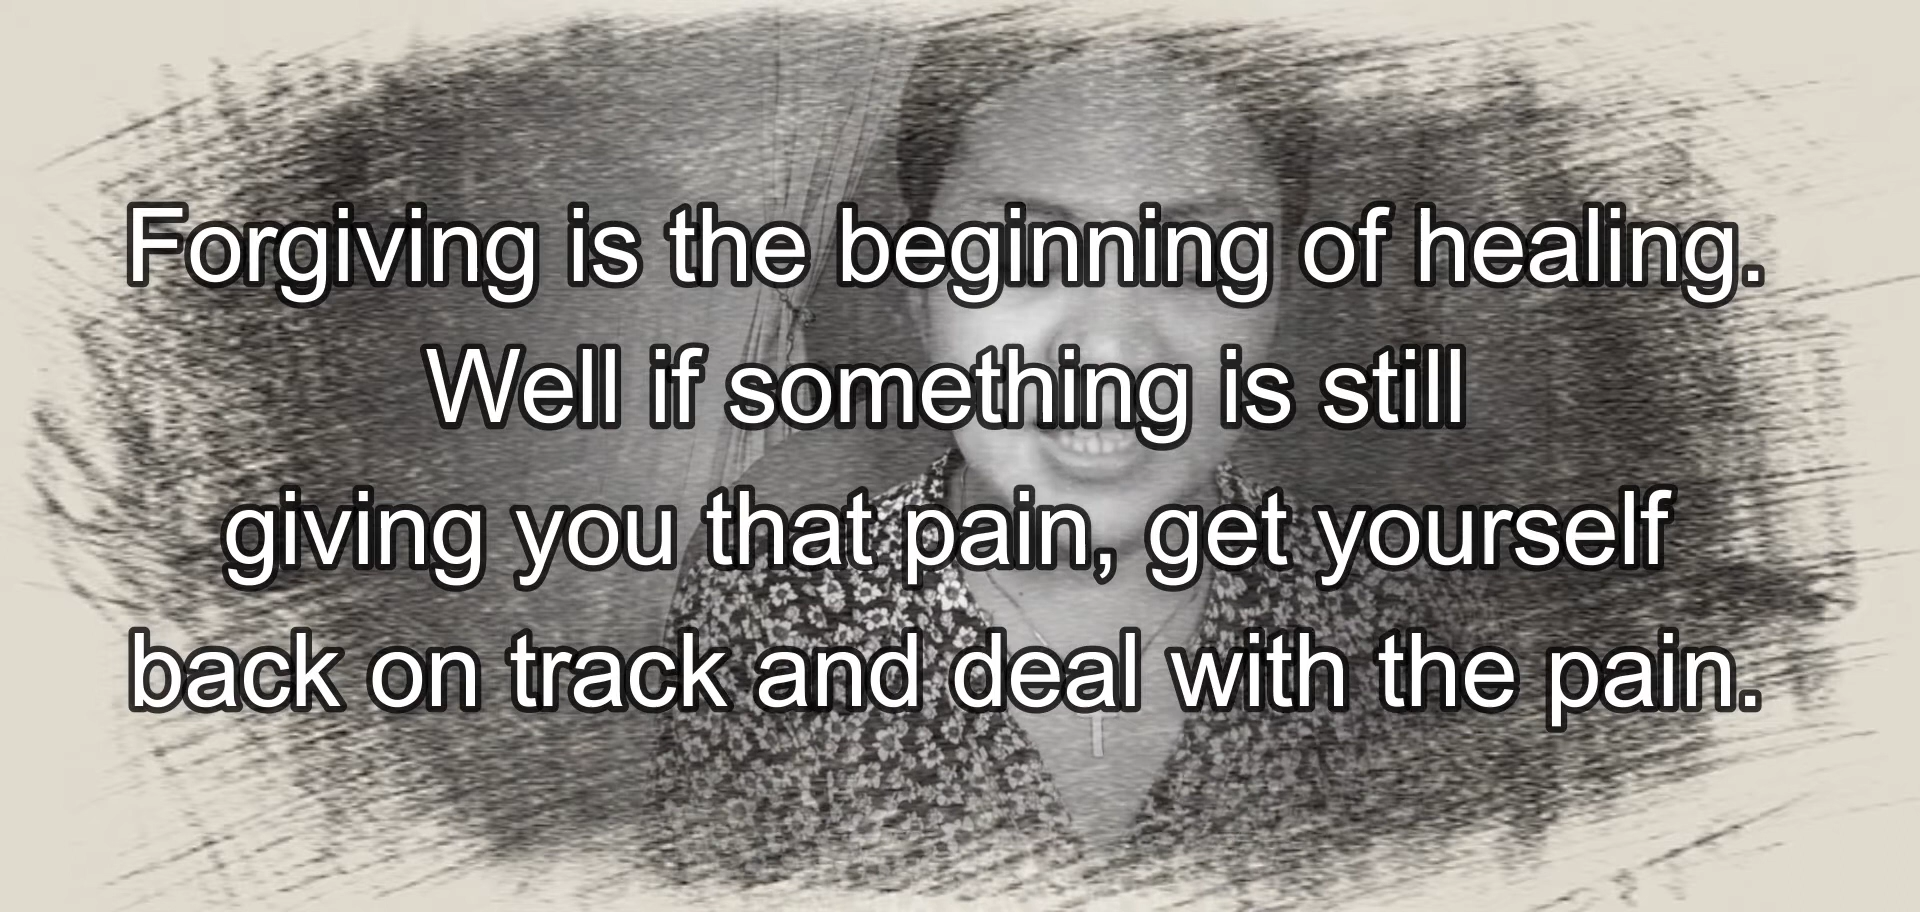 Forgiving is the beginning of healing.
Well if something is still
giving you that pain, get yourself
back on track and deal with the pain.